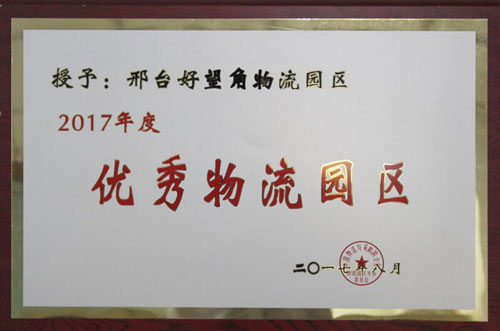 授予：邢台好望角物流园区
2017年度
优秀物流园区
二〇一七年八月